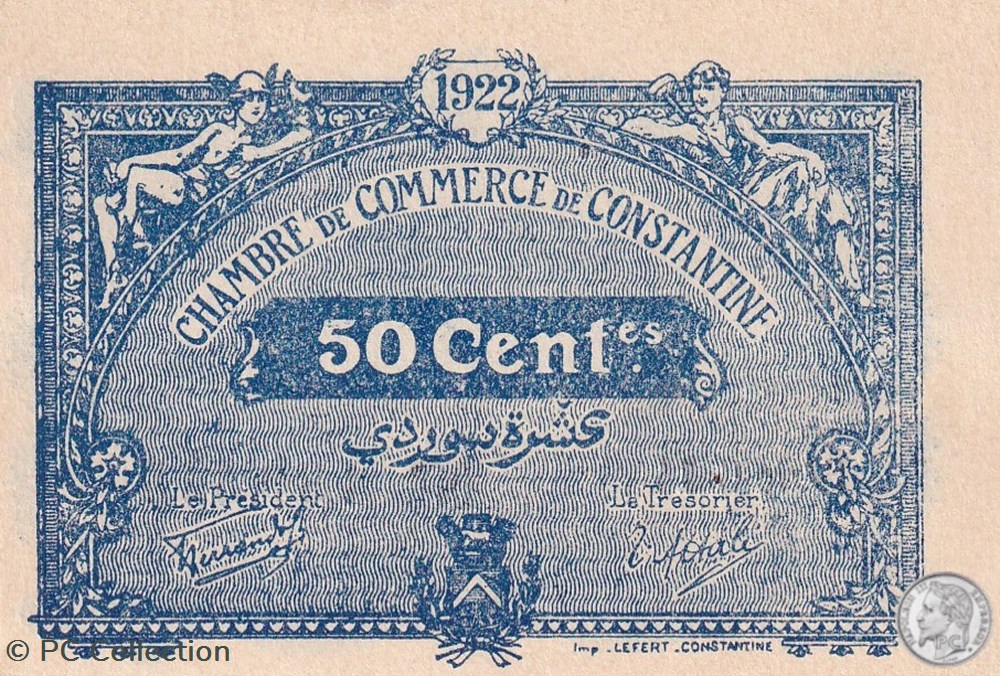 1922
CHAMBRE DE COMMERCE DE CONSTANTINE
50 Centes.
عشرة سوردي
Le Président
Le Trésorier
Imp. LEFERT - CONSTANTINE
© PC Collection
PC